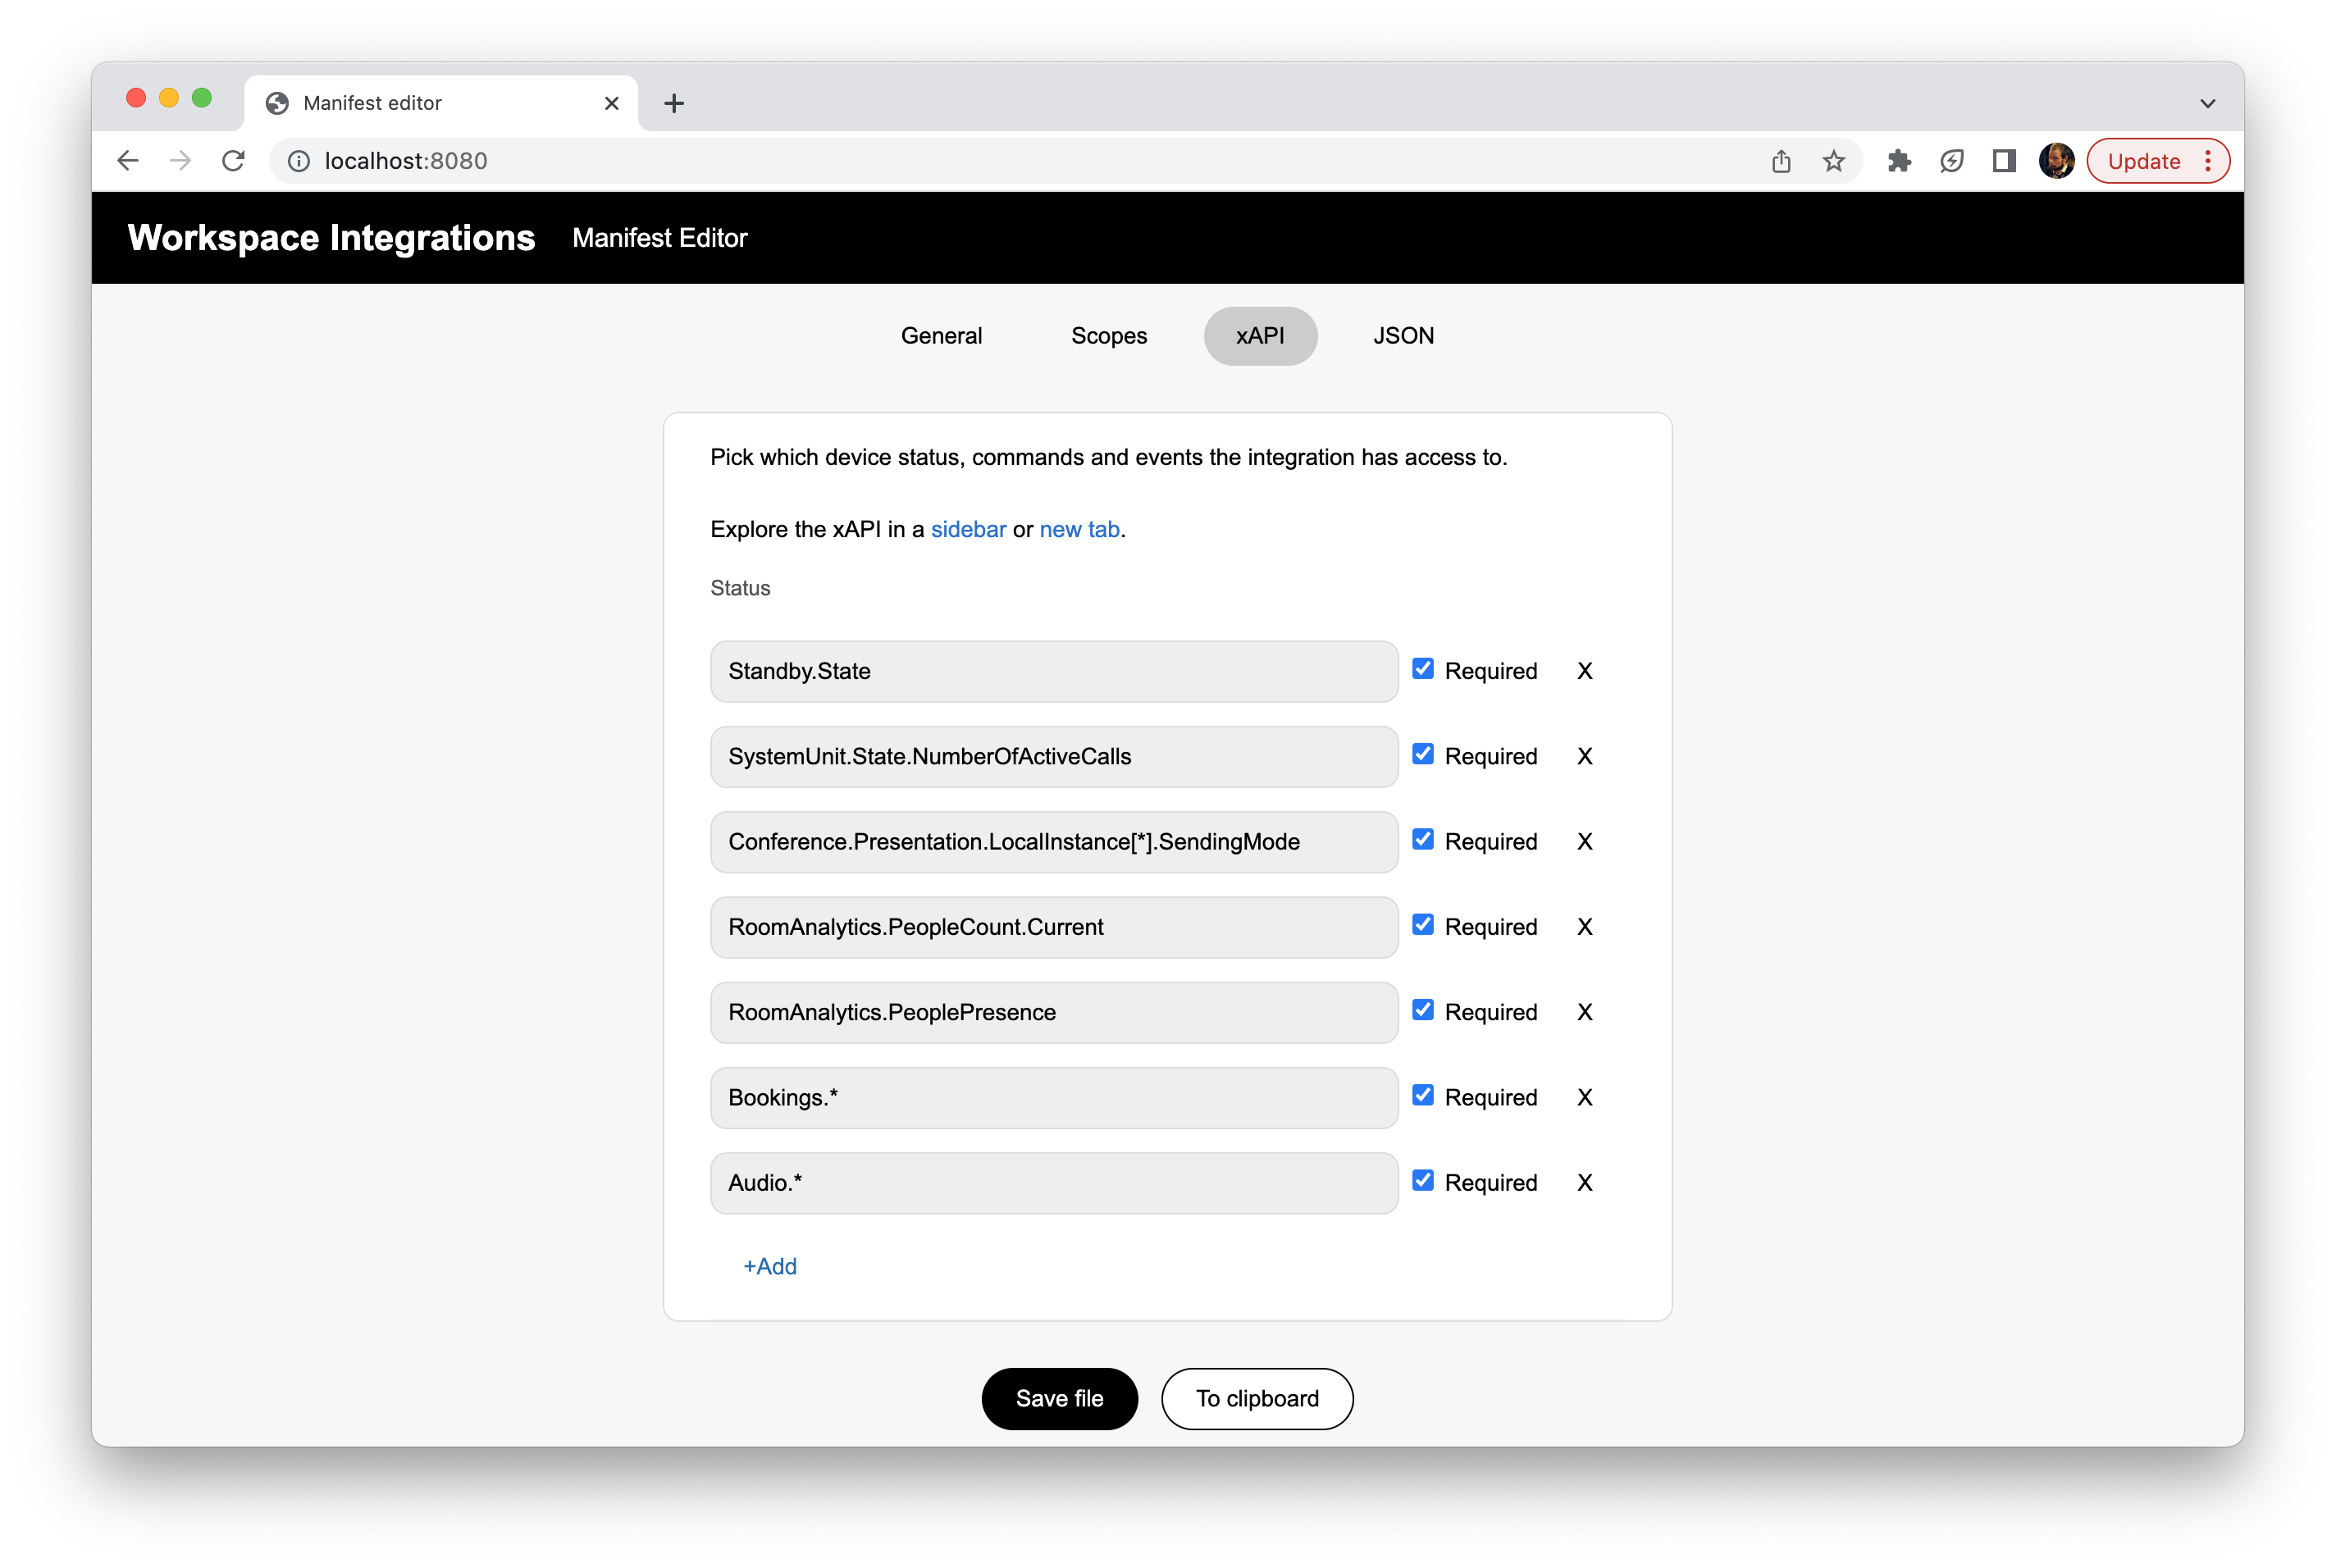 Manifest editor
localhost:8080
Update
Workspace Integrations Manifest Editor
General Scopes xAPI JSON
Pick which device status, commands and events the integration has access to.
Explore the xAPI in a sidebar or new tab.
Status
Standby.State Required X
SystemUnit.State.NumberOfActiveCalls Required X
Conference.Presentation.LocalInstance[*].SendingMode Required X
RoomAnalytics.PeopleCount.Current Required X
RoomAnalytics.PeoplePresence Required X
Bookings.* Required X
Audio.* Required X
+Add
Save file To clipboard